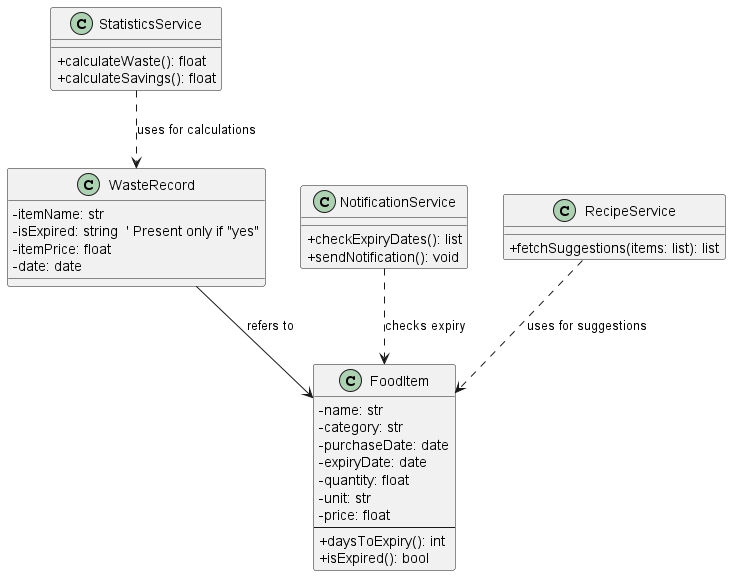 C StatisticsService
+calculateWaste(): float
+calculateSavings(): float
uses for calculations
C WasteRecord
-itemName: str
-isExpired: string ' Present only if "yes"
-itemPrice: float
-date: date
C NotificationService
+checkExpiryDates(): list
+sendNotification(): void
C RecipeService
+fetchSuggestions(items: list): list
refers to
checks expiry
uses for suggestions
C FoodItem
-name: str
-category: str
-purchaseDate: date
-expiryDate: date
-quantity: float
-unit: str
-price: float
+daysToExpiry(): int
+isExpired(): bool